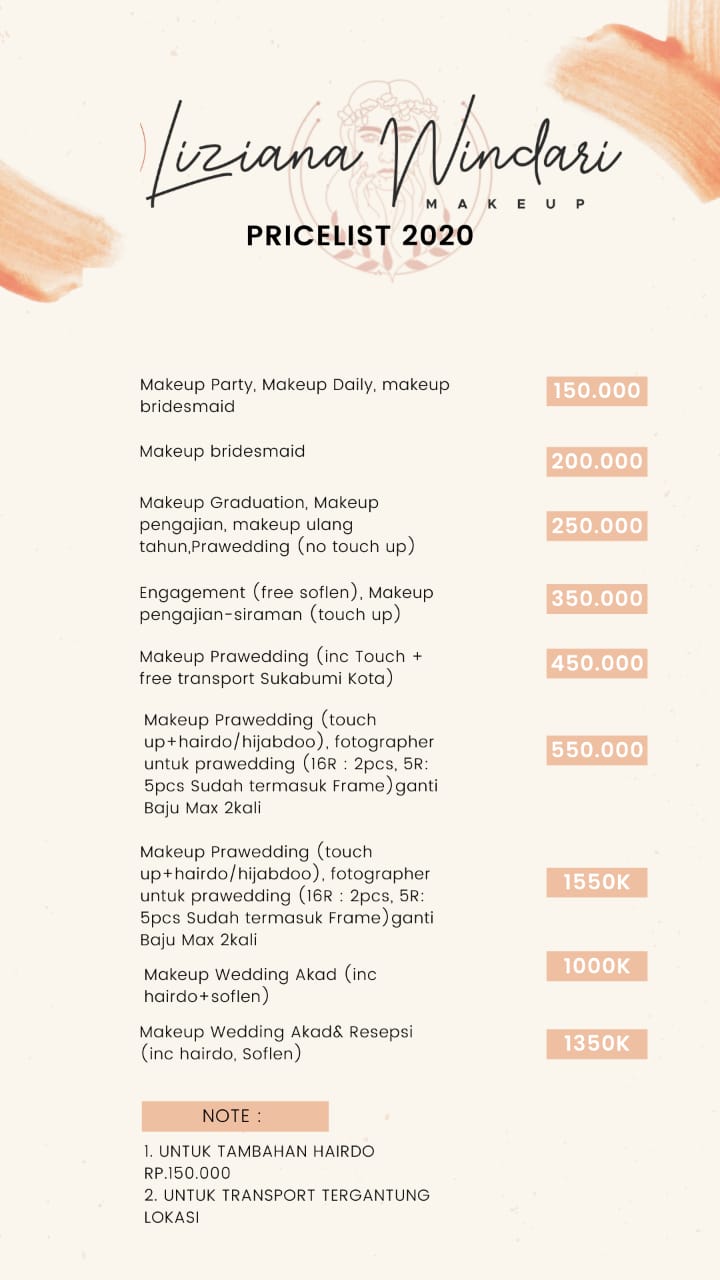 Liziana Windari
MAKEUP
PRICELIST 2020
Makeup Party, Makeup Daily, makeup
bridesmaid
150.000
Makeup bridesmaid
200.000
Makeup Graduation, Makeup
pengajian, makeup ulang
tahun,Prawedding (no touch up)
250.000
Engagement (free soflen), Makeup
pengajian-siraman (touch up)
350.000
Makeup Prawedding (inc Touch +
free transport Sukabumi Kota)
450.000
Makeup Prawedding (touch
up+hairdo/hijabdoo), fotographer
untuk prawedding (16R : 2pcs, 5R:
5pcs Sudah termasuk Frame)ganti
Baju Max 2kali
550.000
Makeup Prawedding (touch
up+hairdo/hijabdoo), fotographer
untuk prawedding (16R : 2pcs, 5R:
5pcs Sudah termasuk Frame)ganti
Baju Max 2kali
1550K
Makeup Wedding Akad (inc
hairdo+soflen)
1000K
Makeup Wedding Akad& Resepsi
(inc hairdo, Soflen)
1350K
NOTE :
1. UNTUK TAMBAHAN HAIRDO
RP.150.000
2. UNTUK TRANSPORT TERGANTUNG
LOKASI